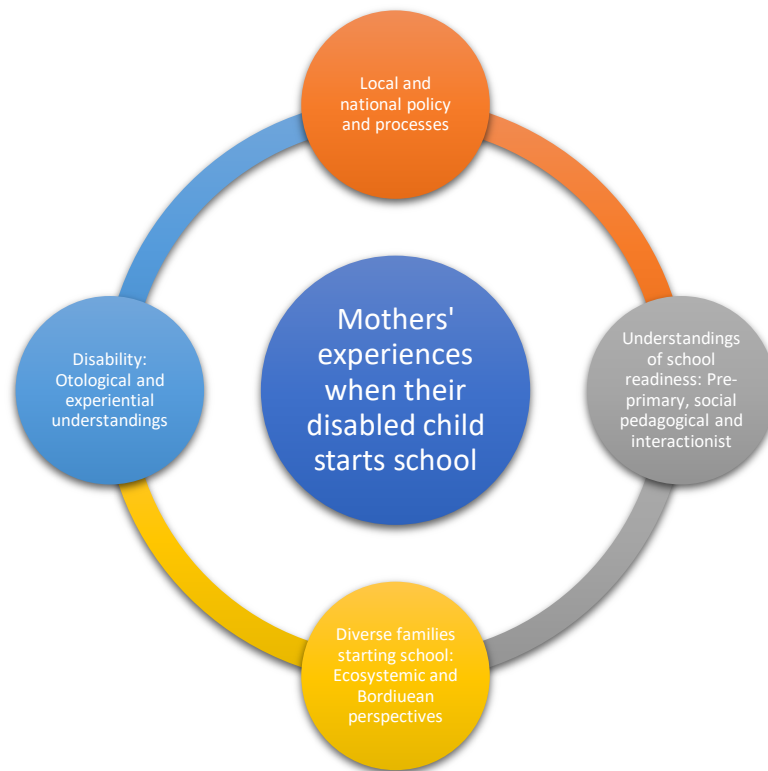 Local and
national policy
and processes
Mothers'
experiences
when their
disabled child
starts school
Disability:
Otological and
experiential
understandings
Understandings
of school
readiness: Pre-
primary, social
pedagogical and
interactionist
Diverse families
starting school:
Ecosystemic and
Bordiuean
perspectives